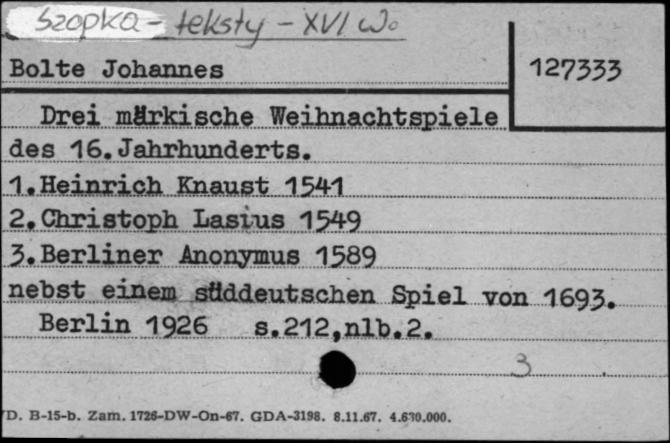 Szopka - teksty - XVI w.
Bolte Johannes
127333
Drei märkische Weihnachtspiele
des 16.Jahrhunderts.
1.Heinrich Knaust 1541
2.Christoph Lasius 1549
3.Berliner Anonymus 1589
nebst einem süddeutschen Spiel von 1693.
Berlin 1926 s.212,nlb.2.
3
D. B-15-b. Zam. 1726-DW-On-67. GDA-3198. 8.11.67. 4.630.000.